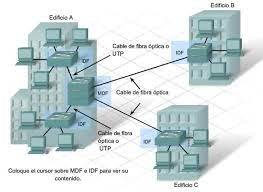 Edificio A
Edificio B
IDF
Cable de fibra óptica o
UTP
IDF
MDF
Cable de fibra óptica
IDF
Cable de fibra
óptica o
UTP
IDF
Edificio C
Coloque el cursor sobre MDF e IDF para ver su
contenido.